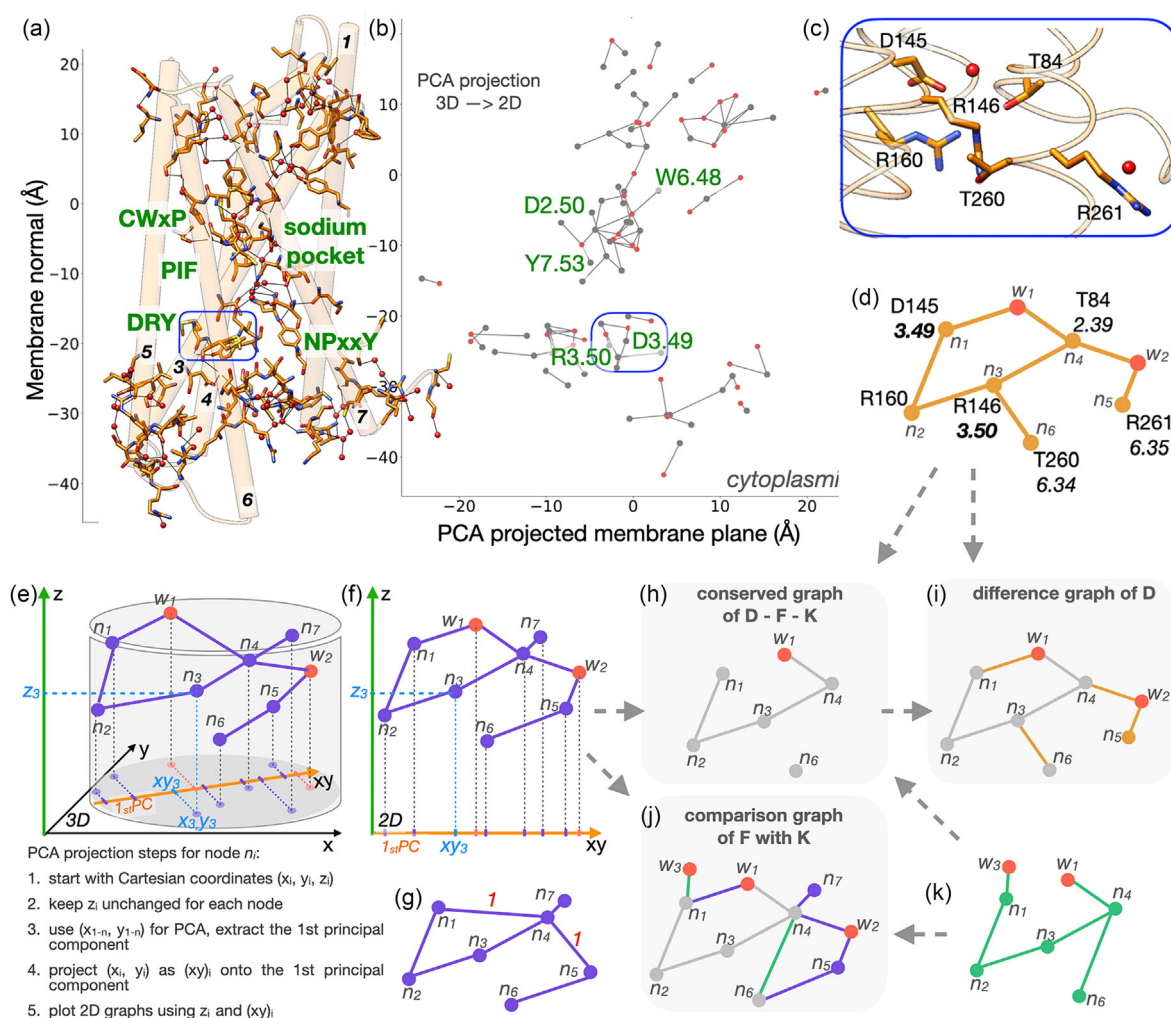 (a)
20
10
0
−10
−20
−30
−40
Membrane normal (Å)
CWxP
PIF
DRY
sodium
pocket
NPxxY
1
5
3
4
7
6
(b)
PCA projection
3D —> 2D
20
10
0
−10
−20
−30
−40
W6.48
D2.50
Y7.53
R3.50
D3.49
cytoplasmi
−20
−10
0
10
20
PCA projected membrane plane (Å)
(c)
D145
T84
R146
R160
T260
R261
(d)
D145
3.49
n1
w1
T84
2.39
n4
w2
n3
R160
n2
R146
3.50
n5
R261
6.35
n6
T260
6.34
(e)
z
w1
n1
n7
n4
w2
n3
z3
n5
n2
n6
y
xy
xy3
1stPC
x3,y3
3D
x
PCA projection steps for node ni:
1. start with Cartesian coordinates (xi, yi, zi)
2. keep zi unchanged for each node
3. use (x1-n, y1-n) for PCA, extract the 1st principal
component
4. project (xi, yi) as (xy)i onto the 1st principal
component
5. plot 2D graphs using zi and (xy)i
(f)
z
w1
n7
n1
n4
w2
z3
n3
n5
n2
n6
2D
1stPC
xy3
xy
(g)
1
n7
n1
n4
1
n3
n5
n2
n6
(h)
conserved graph
of D - F - K
w1
n1
n4
n3
n2
n6
(i)
difference graph of D
w1
n1
n4
w2
n3
n5
n2
n6
(j)
comparison graph
of F with K
w3
w1
n7
n1
n4
w2
n3
n5
n2
n6
(k)
w3
w1
n4
n1
n3
n2
n6